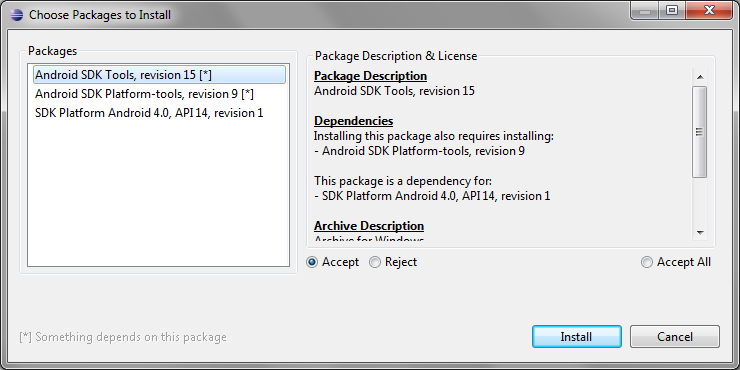 Choose Packages to Install
Packages
Android SDK Tools, revision 15 [*]
Android SDK Platform-tools, revision 9 [*]
SDK Platform Android 4.0, API 14, revision 1
Package Description & License
Package Description
Android SDK Tools, revision 15
Dependencies
Installing this package also requires installing:
- Android SDK Platform-tools, revision 9
This package is a dependency for:
- SDK Platform Android 4.0, API 14, revision 1
Archive Description
Archive for Windows
Accept
Reject
Accept All
[*] Something depends on this package
Install
Cancel